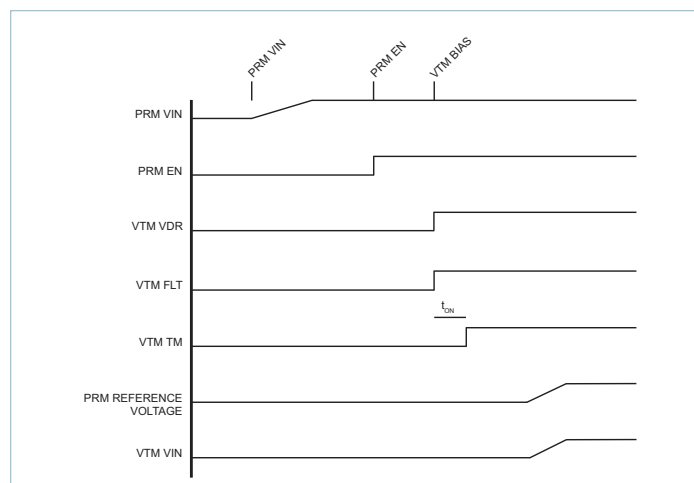 PRM VIN
PRM EN
VTM BIAS
PRM VIN
PRM EN
VTM VDR
VTM FLT
tON
VTM TM
PRM REFERENCE
VOLTAGE
VTM VIN